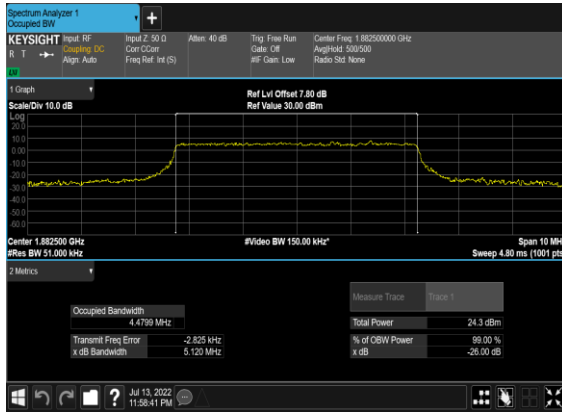 Spectrum Analyzer 1
Occupied BW
+
KEYSIGHT Input: RF Input Z: 50 Ω Atten: 40 dB Trig: Free Run Center Freq: 1.882500000 GHz
R T Coupling: DC Corr CCorr Gate: Off Avg|Hold: 500/500
Align: Auto Freq Ref: Int (S) #IF Gain: Low Radio Std: None
1 Graph
Ref Lvl Offset 7.80 dB
Scale/Div 10.0 dB Ref Value 30.00 dBm
Log
20.0
10.0
0.00
-10.0
-20.0
-30.0
-40.0
-50.0
-60.0
Center 1.882500 GHz #Video BW 150.00 kHz* Span 10 MH
#Res BW 51.000 kHz Sweep 4.80 ms (1001 pts
2 Metrics
Measure Trace Trace 1
Occupied Bandwidth
4.4799 MHz Total Power 24.3 dBm
Transmit Freq Error -2.825 kHz % of OBW Power 99.00 %
x dB Bandwidth 5.120 MHz x dB -26.00 dB
? Jul 13, 2022
11:58:41 PM